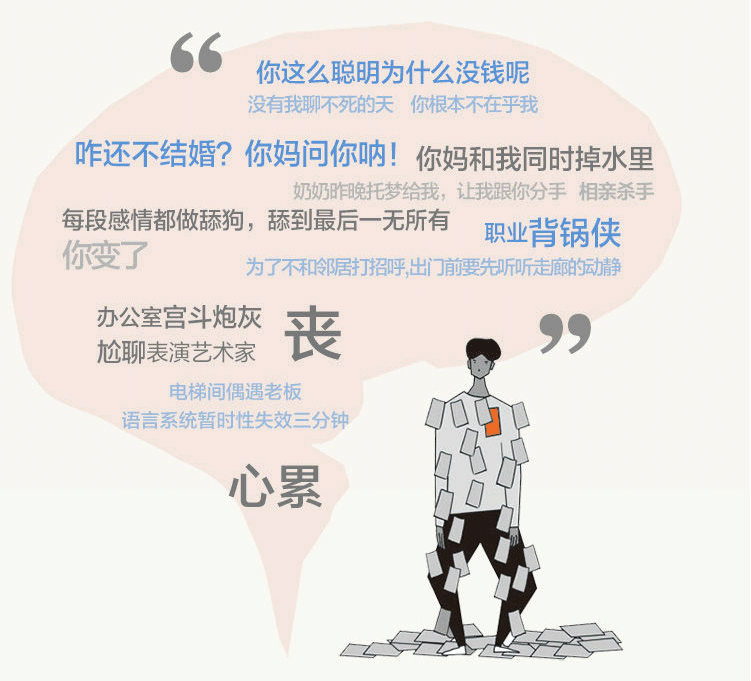 你这么聪明为什么没钱呢
没有我聊不死的天 你根本不在乎我
咋还不结婚？你妈问你呐！你妈和我同时掉水里
奶奶昨晚托梦给我，让我跟你分手 相亲杀手
每段感情都做舔狗，舔到最后一无所有
职业背锅侠
你变了
为了不和邻居打招呼,出门前要先听听走廊的动静
办公室宫斗炮灰
尬聊表演艺术家
丧
电梯间偶遇老板
语言系统暂时性失效三分钟
心累